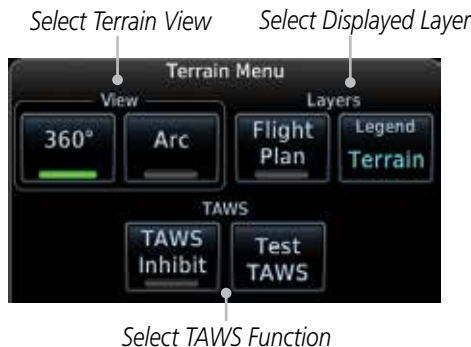 Select Terrain View
Select Displayed Layer
Terrain Menu
View
Layers
360°
Arc
Flight
Plan
Legend
Terrain
TAWS
TAWS
Inhibit
Test
TAWS
Select TAWS Function